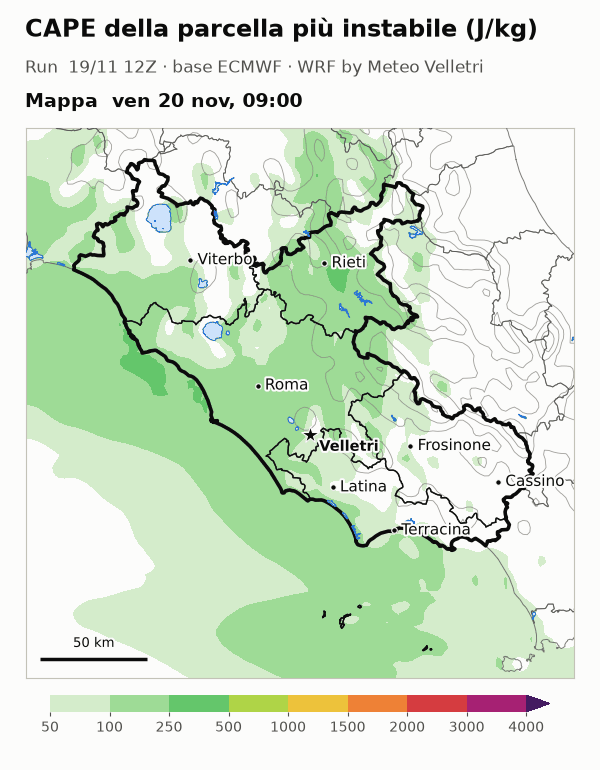 CAPE della parcella più instabile (J/kg)
Run  19/11 12Z · base ECMWF · WRF by Meteo Velletri
Mappa  ven 20 nov, 09:00
Viterbo
Rieti
Roma
Velletri
Frosinone
Cassino
Latina
Terracina
50 km
50 100 250 500 1000 1500 2000 3000 4000